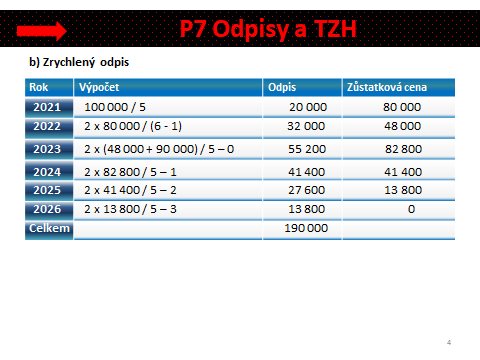 P7 Odpisy a TZH
b) Zrychlený odpis
Rok Výpočet Odpis Zůstatková cena
2021 100 000 / 5 20 000 80 000
2022 2 x 80 000 / (6 - 1) 32 000 48 000
2023 2 x (48 000 + 90 000) / 5 – 0 55 200 82 800
2024 2 x 82 800 / 5 – 1 41 400 41 400
2025 2 x 41 400 / 5 – 2 27 600 13 800
2026 2 x 13 800 / 5 – 3 13 800 0
Celkem 190 000
4